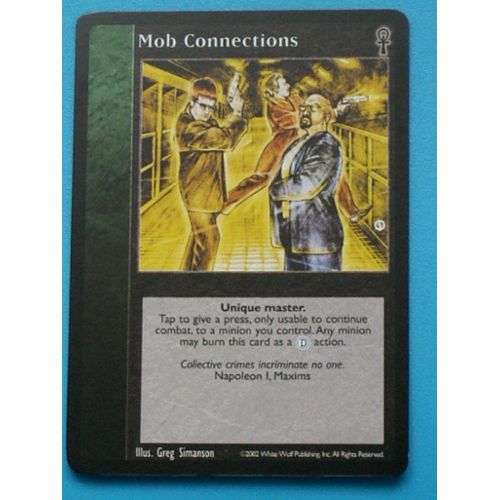 Mob Connections
Unique master.
Tap to give a press, only usable to continue
combat, to a minion you control. Any minion
may burn this card as a D action.
Collective crimes incriminate no one.
Napoleon I, Maxims
Illus. Greg Simanson
©2002 White Wolf Publishing, Inc. All Rights Reserved.